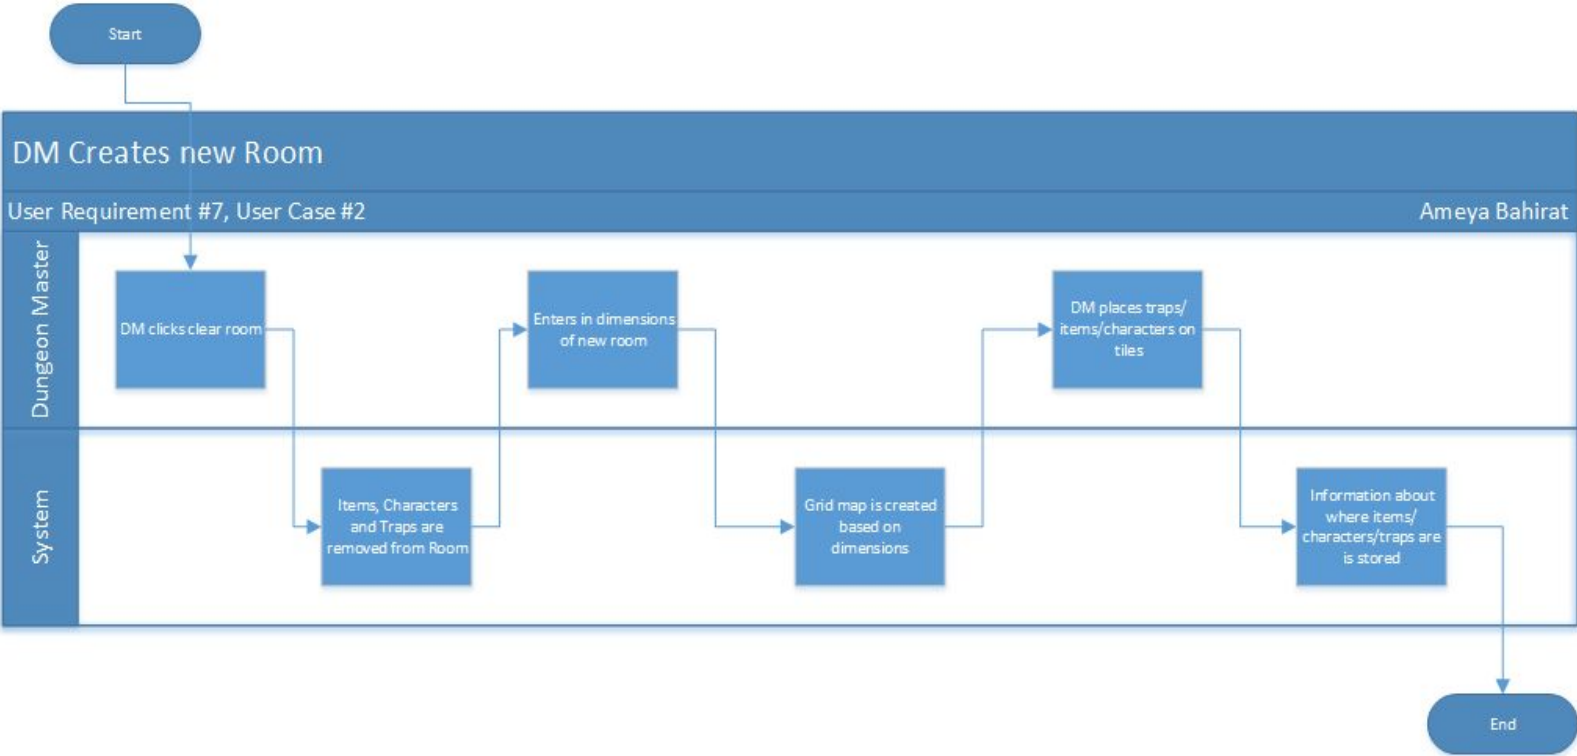 Start
DM Creates new Room
User Requirement #7, User Case #2
Ameya Bahirat
Dungeon Master
DM clicks clear room
Enters in dimensions
of new room
DM places traps/
items/characters on
tiles
System
Items, Characters
and Traps are
removed from Room
Grid map is created
based on
dimensions
Information about
where items/
characters/traps are
is stored
End